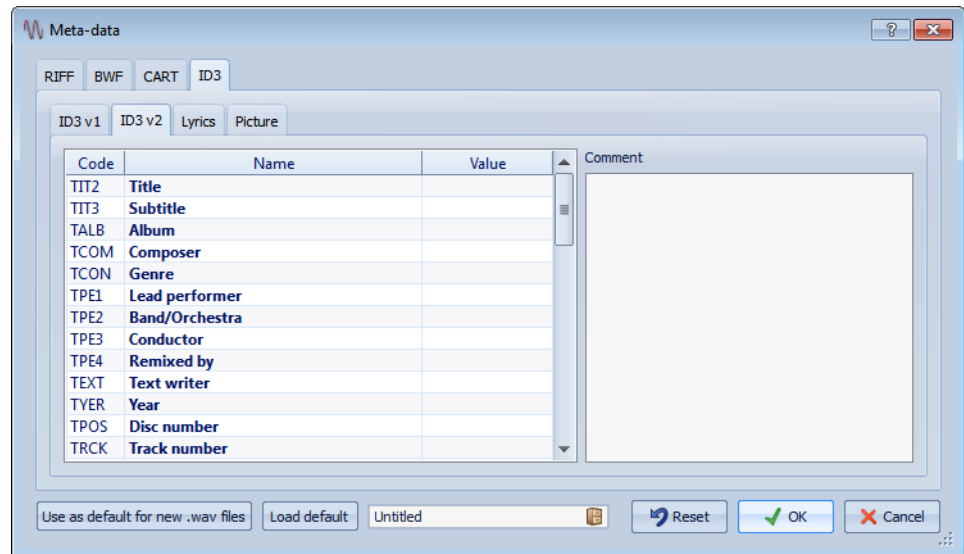 Meta-data
RIFF BWF CART ID3
ID3 v1 ID3 v2 Lyrics Picture
Code Name Value Comment
TIT2 Title
TIT3 Subtitle
TALB Album
TCOM Composer
TCON Genre
TPE1 Lead performer
TPE2 Band/Orchestra
TPE3 Conductor
TPE4 Remixed by
TEXT Text writer
TYER Year
TPOS Disc number
TRCK Track number
Use as default for new .wav files Load default Untitled Reset OK Cancel